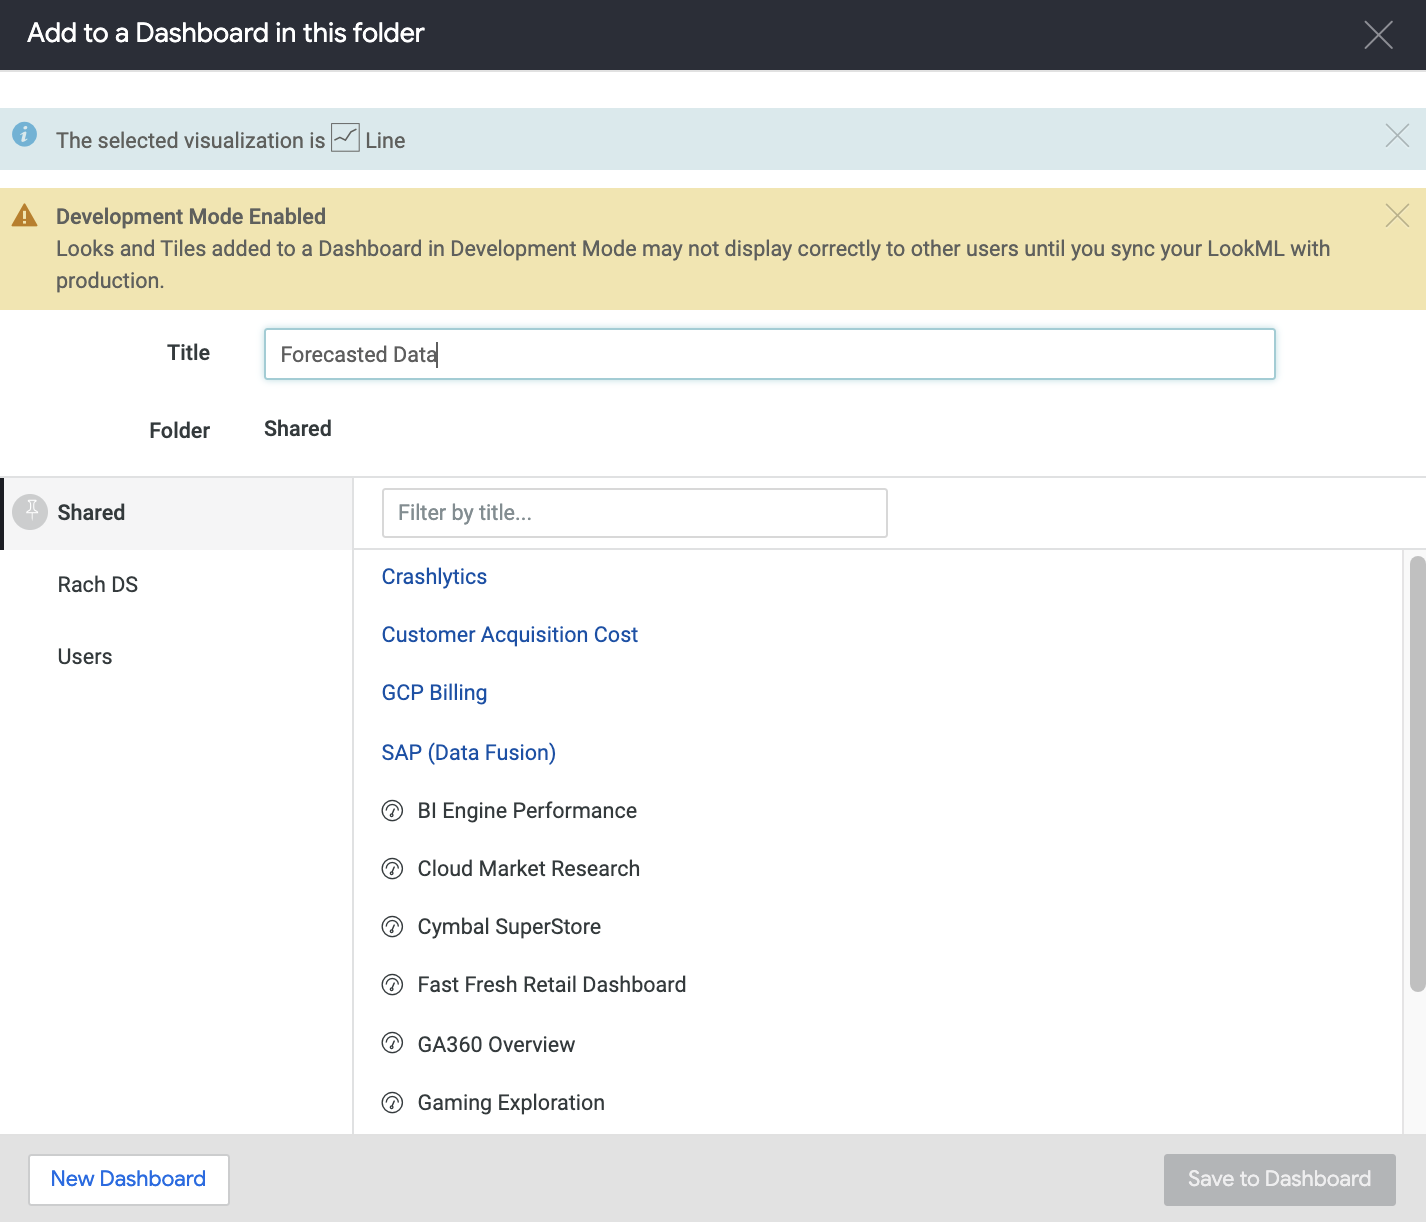 Add to a Dashboard in this folder
The selected visualization is Line
Development Mode Enabled
Looks and Tiles added to a Dashboard in Development Mode may not display correctly to other users until you sync your LookML with
production.
Title
Forecasted Data
Folder
Shared
Shared
Rach DS
Users
Filter by title...
Crashlytics
Customer Acquisition Cost
GCP Billing
SAP (Data Fusion)
BI Engine Performance
Cloud Market Research
Cymbal SuperStore
Fast Fresh Retail Dashboard
GA360 Overview
Gaming Exploration
New Dashboard
Save to Dashboard